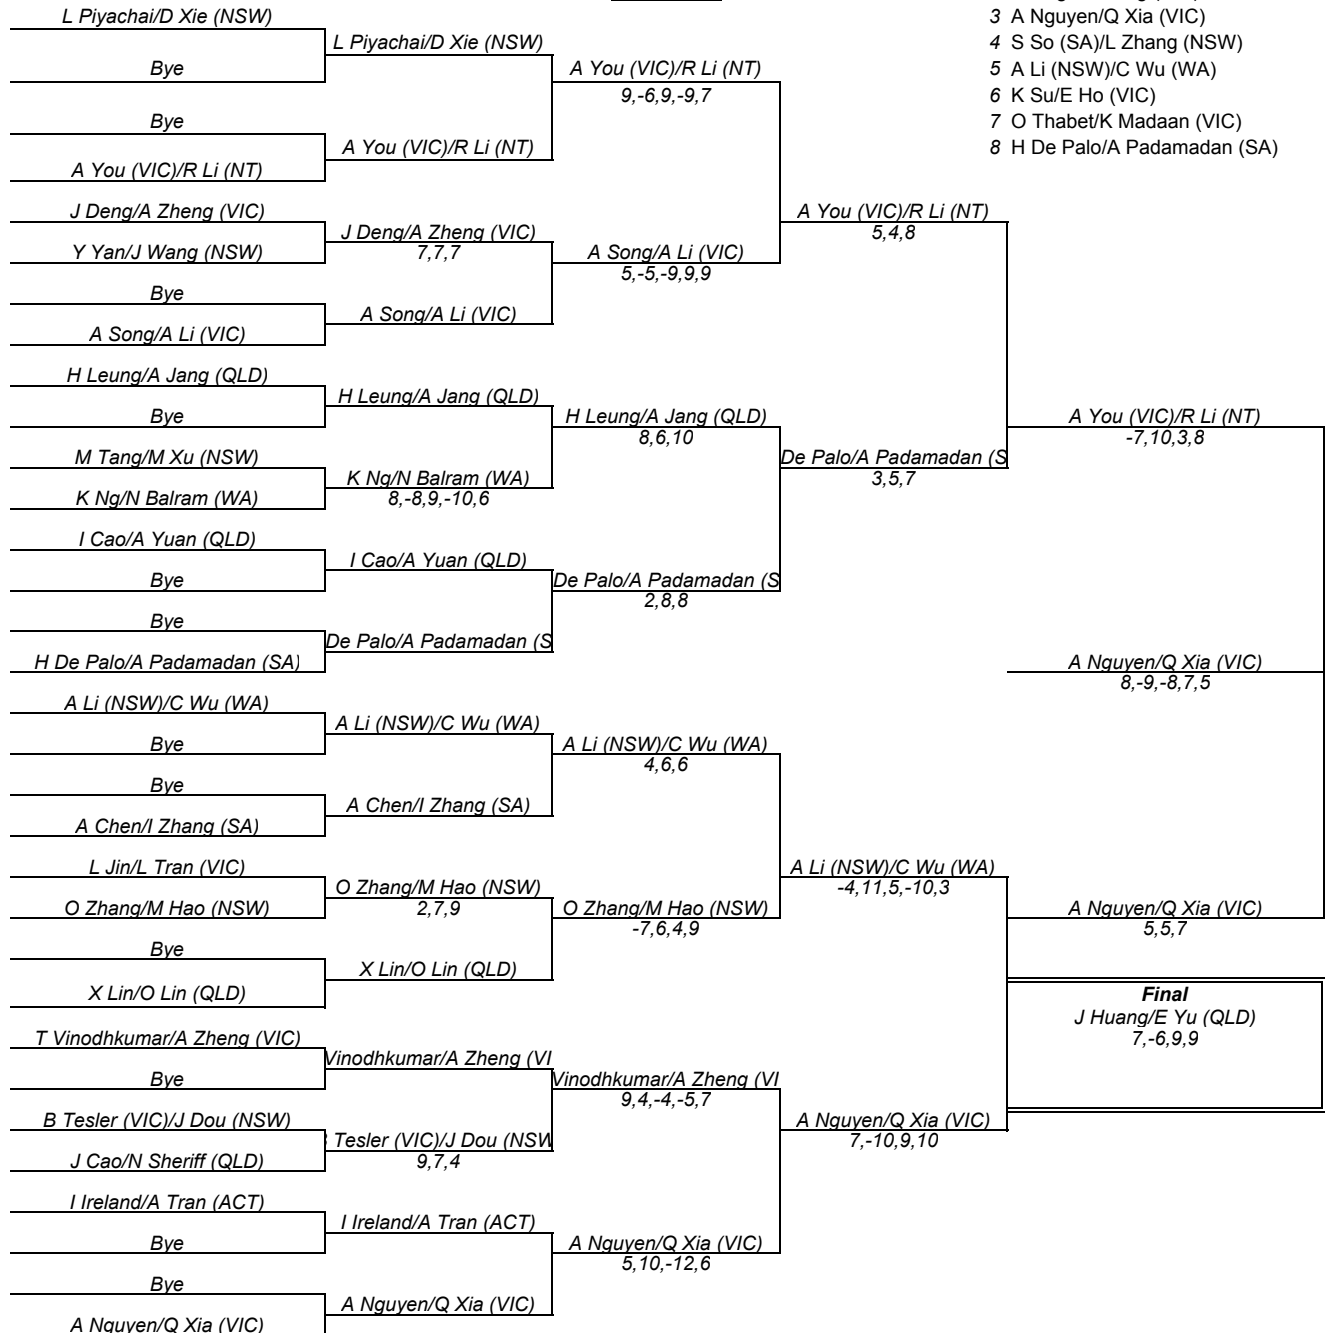 L Piyachai/D Xie (NSW)
Bye
Bye
A You (VIC)/R Li (NT)
J Deng/A Zheng (VIC)
Y Yan/J Wang (NSW)
Bye
A Song/A Li (VIC)
H Leung/A Jang (QLD)
Bye
M Tang/M Xu (NSW)
K Ng/N Balram (WA)
I Cao/A Yuan (QLD)
Bye
Bye
H De Palo/A Padamadan (SA)
A Li (NSW)/C Wu (WA)
Bye
Bye
A Chen/I Zhang (SA)
L Jin/L Tran (VIC)
O Zhang/M Hao (NSW)
Bye
X Lin/O Lin (QLD)
T Vinodhkumar/A Zheng (VIC)
Bye
B Tesler (VIC)/J Dou (NSW)
J Cao/N Sheriff (QLD)
I Ireland/A Tran (ACT)
Bye
Bye
A Nguyen/Q Xia (VIC)
L Piyachai/D Xie (NSW)
A You (VIC)/R Li (NT)
J Deng/A Zheng (VIC)
7,7,7
A Song/A Li (VIC)
H Leung/A Jang (QLD)
K Ng/N Balram (WA)
8,-8,9,-10,6
I Cao/A Yuan (QLD)
De Palo/A Padamadan (S
A Li (NSW)/C Wu (WA)
A Chen/I Zhang (SA)
O Zhang/M Hao (NSW)
2,7,9
X Lin/O Lin (QLD)
Vinodhkumar/A Zheng (VI
Tesler (VIC)/J Dou (NSW
9,7,4
I Ireland/A Tran (ACT)
A Nguyen/Q Xia (VIC)
A You (VIC)/R Li (NT)
9,-6,9,-9,7
A Song/A Li (VIC)
5,-5,-9,9,9
H Leung/A Jang (QLD)
8,6,10
De Palo/A Padamadan (S
2,8,8
A Li (NSW)/C Wu (WA)
4,6,6
O Zhang/M Hao (NSW)
-7,6,4,9
Vinodhkumar/A Zheng (VI
9,4,-4,-5,7
A Nguyen/Q Xia (VIC)
5,10,-12,6
A You (VIC)/R Li (NT)
5,4,8
De Palo/A Padamadan (S
3,5,7
A Li (NSW)/C Wu (WA)
-4,11,5,-10,3
A Nguyen/Q Xia (VIC)
7,-10,9,10
3 A Nguyen/Q Xia (VIC)
4 S So (SA)/L Zhang (NSW)
5 A Li (NSW)/C Wu (WA)
6 K Su/E Ho (VIC)
7 O Thabet/K Madaan (VIC)
8 H De Palo/A Padamadan (SA)
A You (VIC)/R Li (NT)
-7,10,3,8
A Nguyen/Q Xia (VIC)
8,-9,-8,7,5
A Nguyen/Q Xia (VIC)
5,5,7
Final
J Huang/E Yu (QLD)
7,-6,9,9